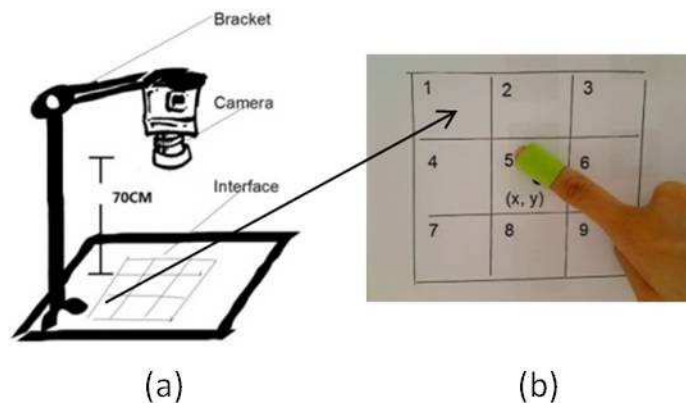 Bracket
Camera
70CM
Interface
1 2 3
4 5 6
(x, y)
7 8 9
(a) (b)